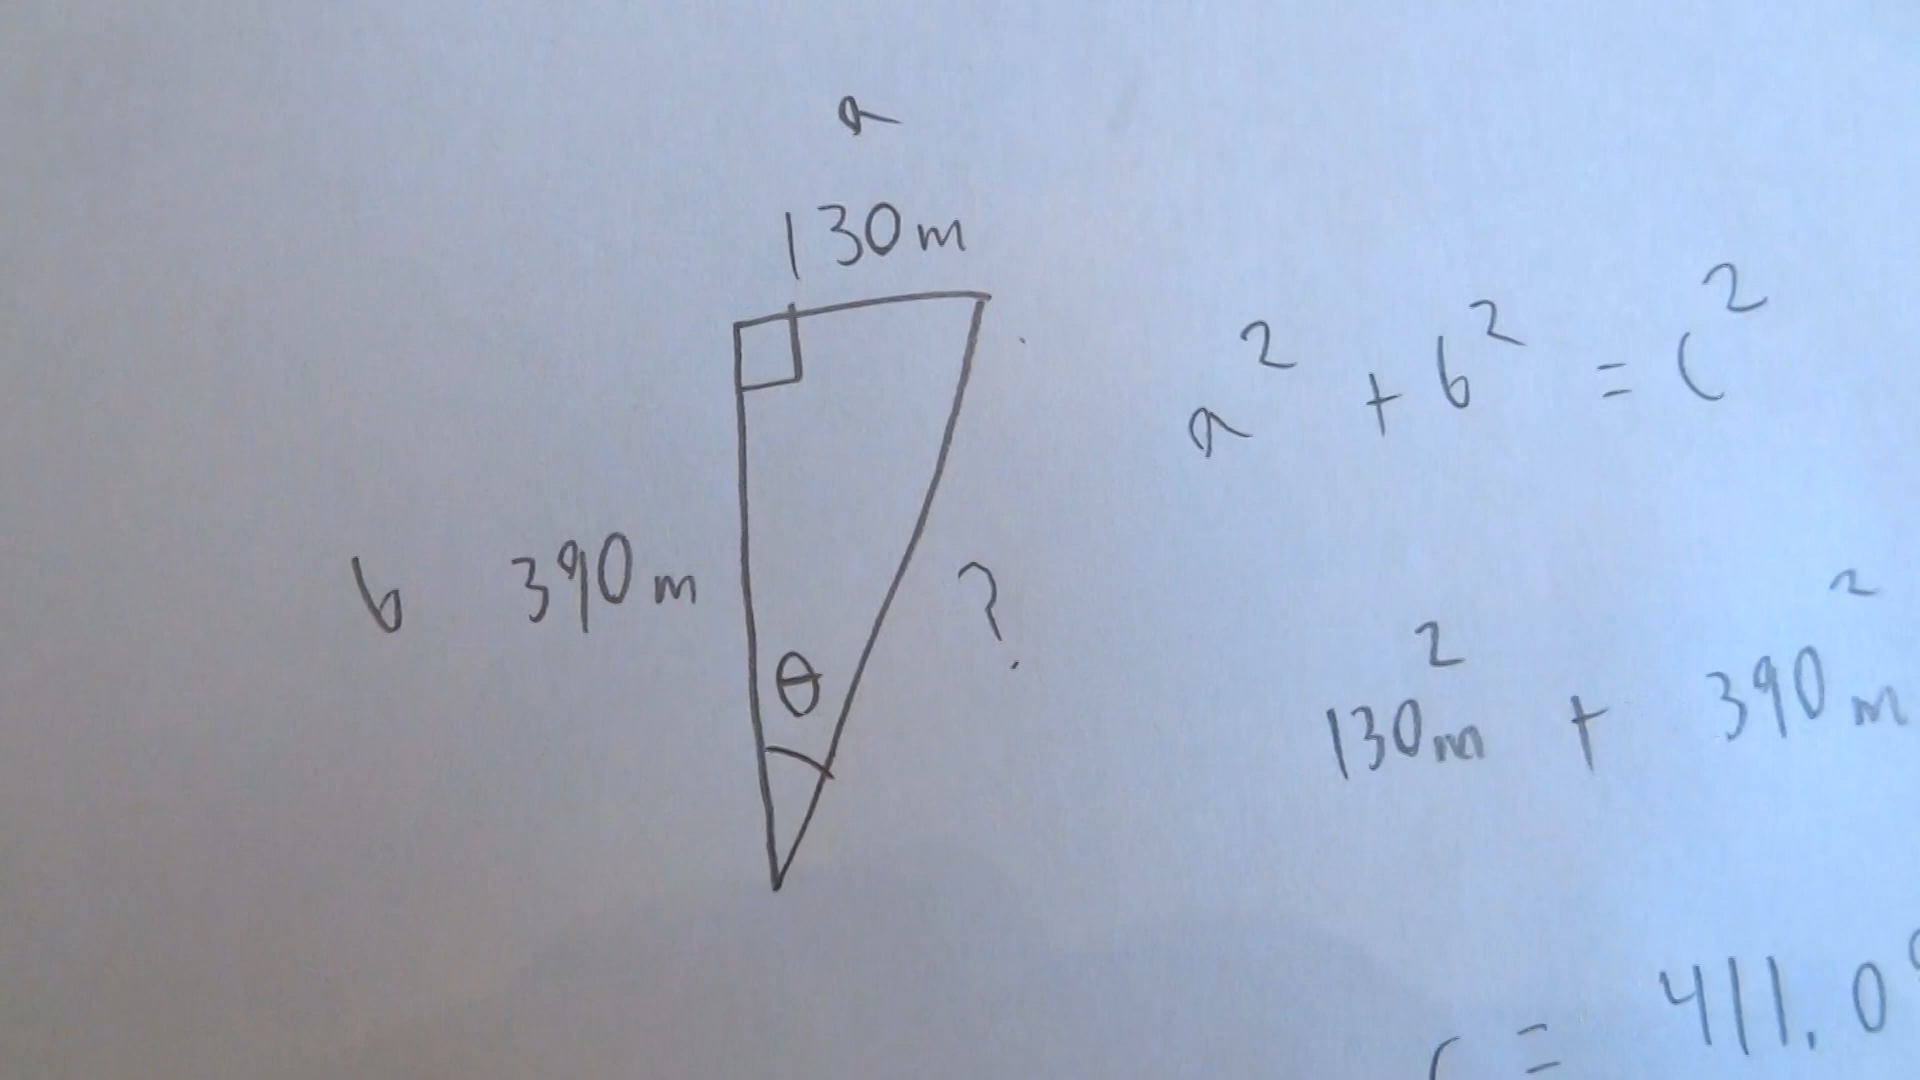 a
130m
a² + b² = c²
b 390m ?
θ
130m² + 390m²
c = 411.0